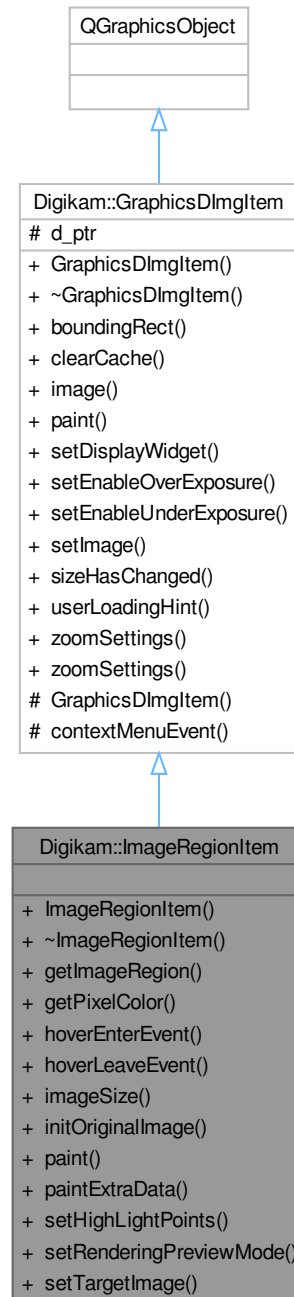 QGraphicsObject
Digikam::GraphicsDImgItem
# d_ptr
+ GraphicsDImgItem()
+ ~GraphicsDImgItem()
+ boundingRect()
+ clearCache()
+ image()
+ paint()
+ setDisplayWidget()
+ setEnableOverExposure()
+ setEnableUnderExposure()
+ setImage()
+ sizeHasChanged()
+ userLoadingHint()
+ zoomSettings()
+ zoomSettings()
# GraphicsDImgItem()
# contextMenuEvent()
Digikam::ImageRegionItem
+ ImageRegionItem()
+ ~ImageRegionItem()
+ getImageRegion()
+ getPixelColor()
+ hoverEnterEvent()
+ hoverLeaveEvent()
+ imageSize()
+ initOriginalImage()
+ paint()
+ paintExtraData()
+ setHighLightPoints()
+ setRenderingPreviewMode()
+ setTargetImage()